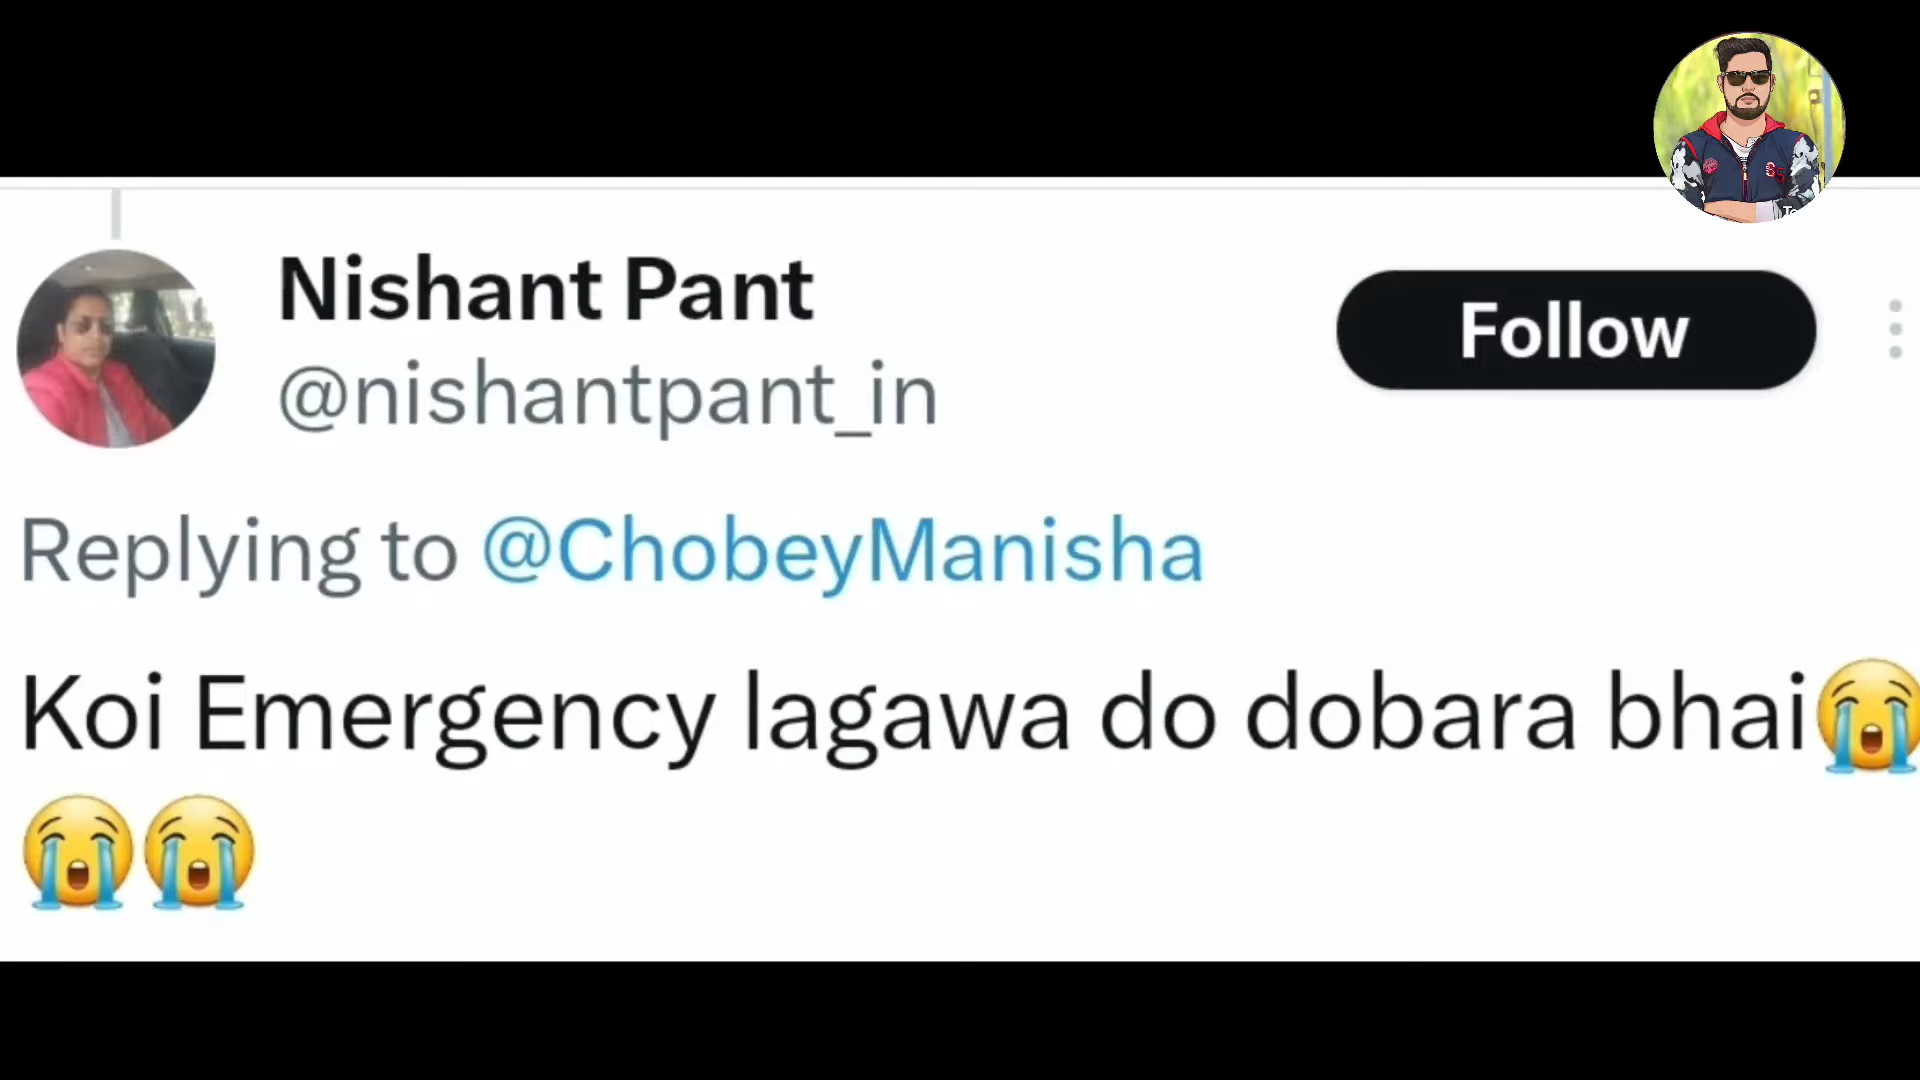 Nishant Pant
Follow
@nishantpant_in
Replying to @ChobeyManisha
Koi Emergency lagawa do dobara bhai😭
😭😭